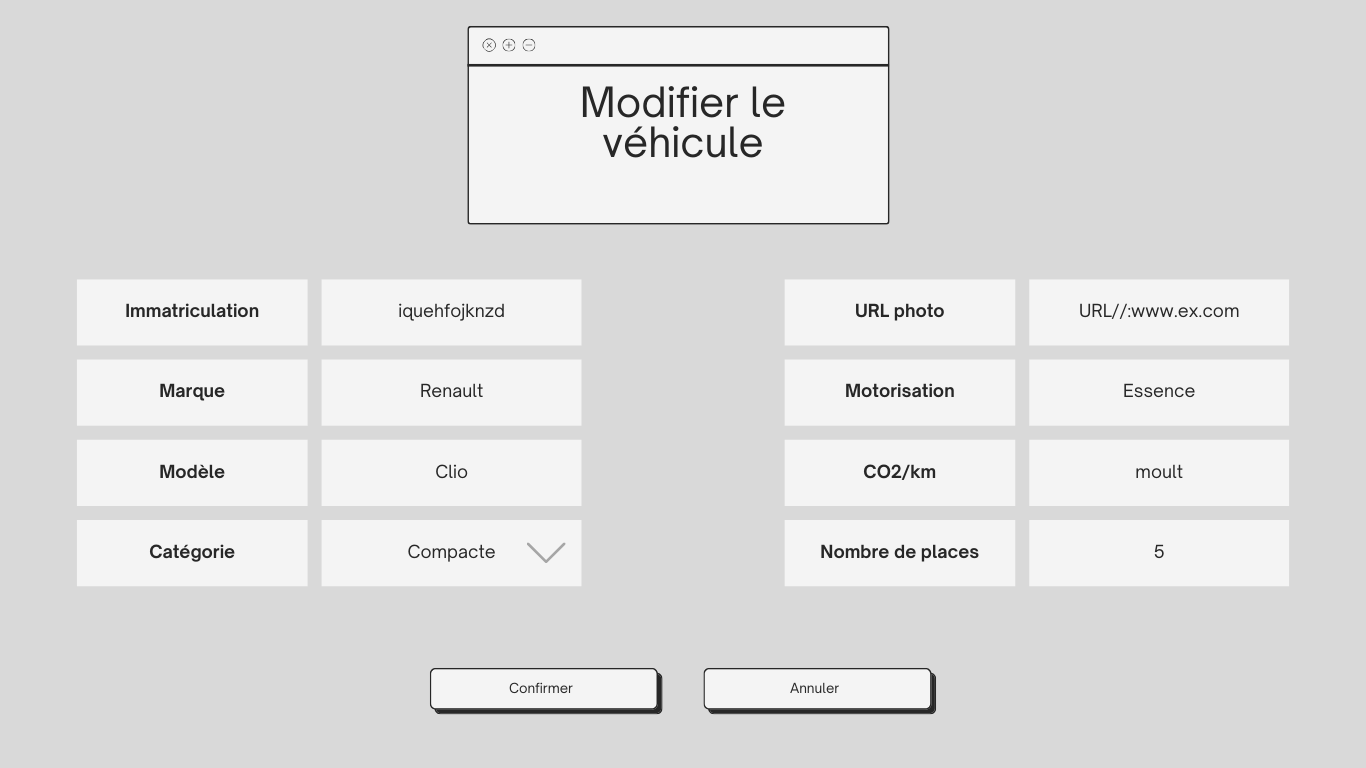 Modifier le
véhicule
Immatriculation
iquehfojknzd
Marque
Renault
Modèle
Clio
Catégorie
Compacte
URL photo
URL//:www.ex.com
Motorisation
Essence
CO2/km
moult
Nombre de places
5
Confirmer
Annuler